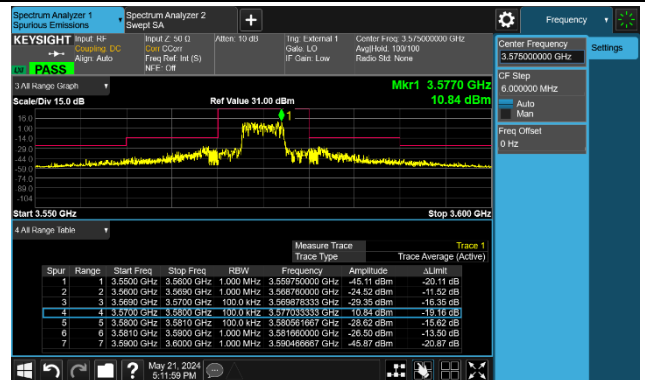 Spectrum Analyzer 1
Spurious Emissions
Spectrum Analyzer 2
Swept SA
Frequency
KEYSIGHT
Input: RF
Coupling: DC
Align: Auto
Input Z: 50 Ω
Corr CCorr
Freq Ref: Int (S)
NFE: Off
Atten: 10 dB
Trig: External 1
Gate: LO
IF Gain: Low
Center Freq: 3.575000000 GHz
Avg|Hold: 100/100
Radio Std: None
LXI PASS
Center Frequency
3.575000000 GHz
Settings
CF Step
6.000000 MHz
Auto
Man
Freq Offset
0 Hz
3 All Range Graph
Mkr1 3.5770 GHz
Scale/Div 15.0 dB
Ref Value 31.00 dBm
10.84 dBm
1
16.0
1.00
-14.0
-29.0
-44.0
-59.0
-74.0
-89.0
-104
Start 3.550 GHz
Stop 3.600 GHz
4 All Range Table
Measure Trace Trace 1
Trace Type Trace Average (Active)
Spur Range Start Freq Stop Freq RBW Frequency Amplitude ΔLimit
1 1 3.5500 GHz 3.5600 GHz 1.000 MHz 3.559750000 GHz -45.11 dBm -20.11 dB
2 2 3.5600 GHz 3.5690 GHz 1.000 MHz 3.568760000 GHz -24.52 dBm -11.52 dB
3 3 3.5690 GHz 3.5700 GHz 100.0 kHz 3.569878333 GHz -29.35 dBm -16.35 dB
4 4 3.5700 GHz 3.5800 GHz 100.0 kHz 3.577033333 GHz 10.84 dBm -19.16 dB
5 5 3.5800 GHz 3.5810 GHz 100.0 kHz 3.580561667 GHz -28.62 dBm -15.62 dB
6 6 3.5810 GHz 3.5900 GHz 1.000 MHz 3.581660000 GHz -26.50 dBm -13.50 dB
7 7 3.5900 GHz 3.6000 GHz 1.000 MHz 3.590466667 GHz -45.87 dBm -20.87 dB
May 21, 2024
5:11:59 PM